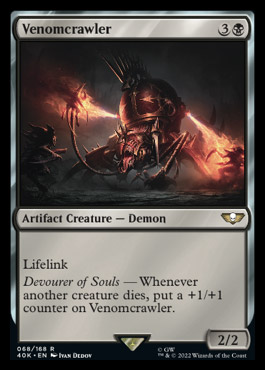 Venomcrawler 3
Artifact Creature — Demon
Lifelink
Devourer of Souls — Whenever
another creature dies, put a +1/+1
counter on Venomcrawler.
2/2
068/168 R
40K • EN Ivan Dedov
© GW
™ & © 2022 Wizards of the Coast